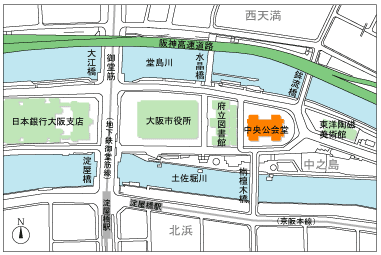 西天満
阪神高速道路
大江橋
御堂筋
堂島川
水晶橋
鉾流橋
日本銀行大阪支店
大阪市役所
府立図書館
中央公会堂
東洋陶磁
美術館
地下鉄御堂筋線
中之島
淀屋橋
土佐堀川
栴檀木橋
淀屋橋駅
淀屋橋駅
(京阪本線)
北浜
N